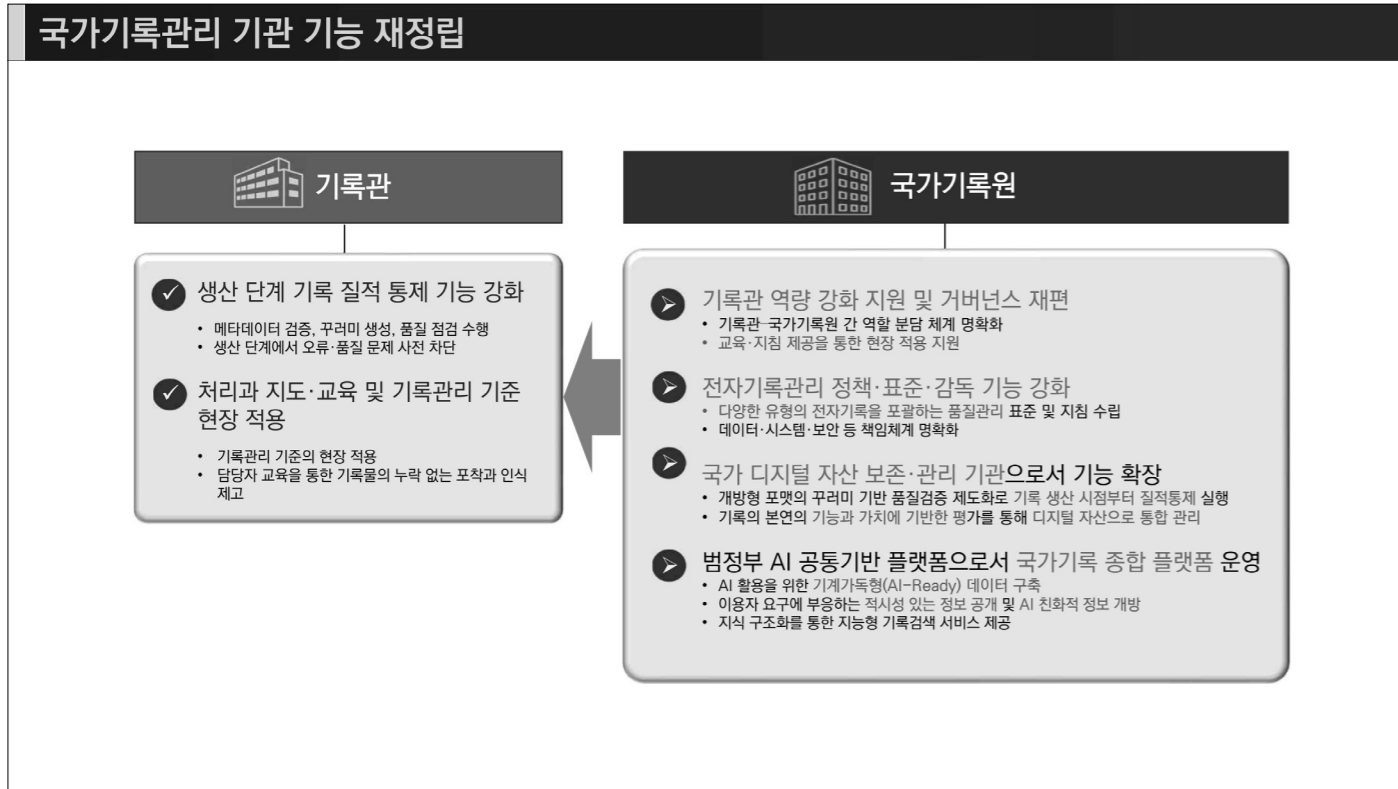 국가기록관리 기관 기능 재정립
기록관
생산 단계 기록 질적 통제 기능 강화
• 메타데이터 검증, 꾸러미 생성, 품질 점검 수행
• 생산 단계에서 오류·품질 문제 사전 차단
처리과 지도·교육 및 기록관리 기준
현장 적용
• 기록관리 기준의 현장 적용
• 담당자 교육을 통한 기록물의 누락 없는 포착과 인식
제고
국가기록원
기록관 역량 강화 지원 및 거버넌스 재편
• 기록관-국가기록원 간 역할 분담 체계 명확화
• 교육·지침 제공을 통한 현장 적용 지원
전자기록관리 정책·표준·감독 기능 강화
• 다양한 유형의 전자기록을 포괄하는 품질관리 표준 및 지침 수립
• 데이터·시스템·보안 등 책임체계 명확화
국가 디지털 자산 보존·관리 기관으로서 기능 확장
• 개방형 포맷의 꾸러미 기반 품질검증 제도화로 기록 생산 시점부터 질적통제 실행
• 기록의 본연의 기능과 가치에 기반한 평가를 통해 디지털 자산으로 통합 관리
범정부 AI 공통기반 플랫폼으로서 국가기록 종합 플랫폼 운영
• AI 활용을 위한 기계가독형(AI-Ready) 데이터 구축
• 이용자 요구에 부응하는 적시성 있는 정보 공개 및 AI 친화적 정보 개방
• 지식 구조화를 통한 지능형 기록검색 서비스 제공